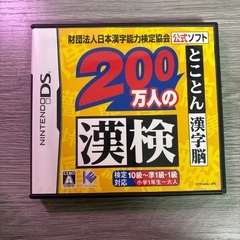 財団法人日本漢字能力検定協会 公式ソフト
200
万人の
漢検
とことん漢字脳
検定対応 10級～準1級・1級
小学1年生～大人
NINTENDO DS
CERO A